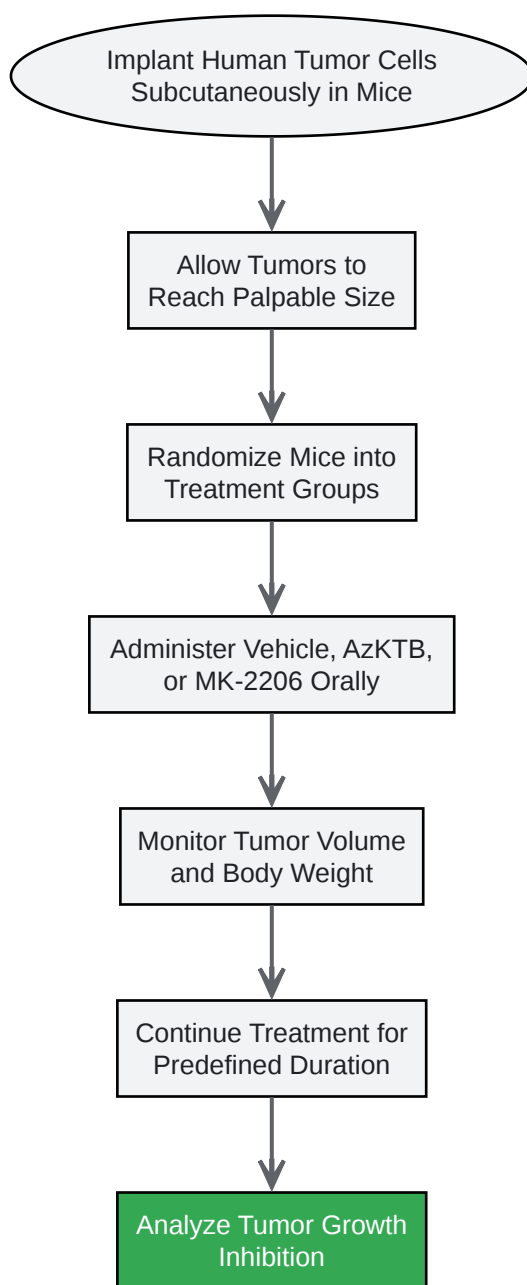 Implant Human Tumor Cells
Subcutaneously in Mice
Allow Tumors to
Reach Palpable Size
Randomize Mice into
Treatment Groups
Administer Vehicle, AzKTB,
or MK-2206 Orally
Monitor Tumor Volume
and Body Weight
Continue Treatment for
Predefined Duration
Analyze Tumor Growth
Inhibition